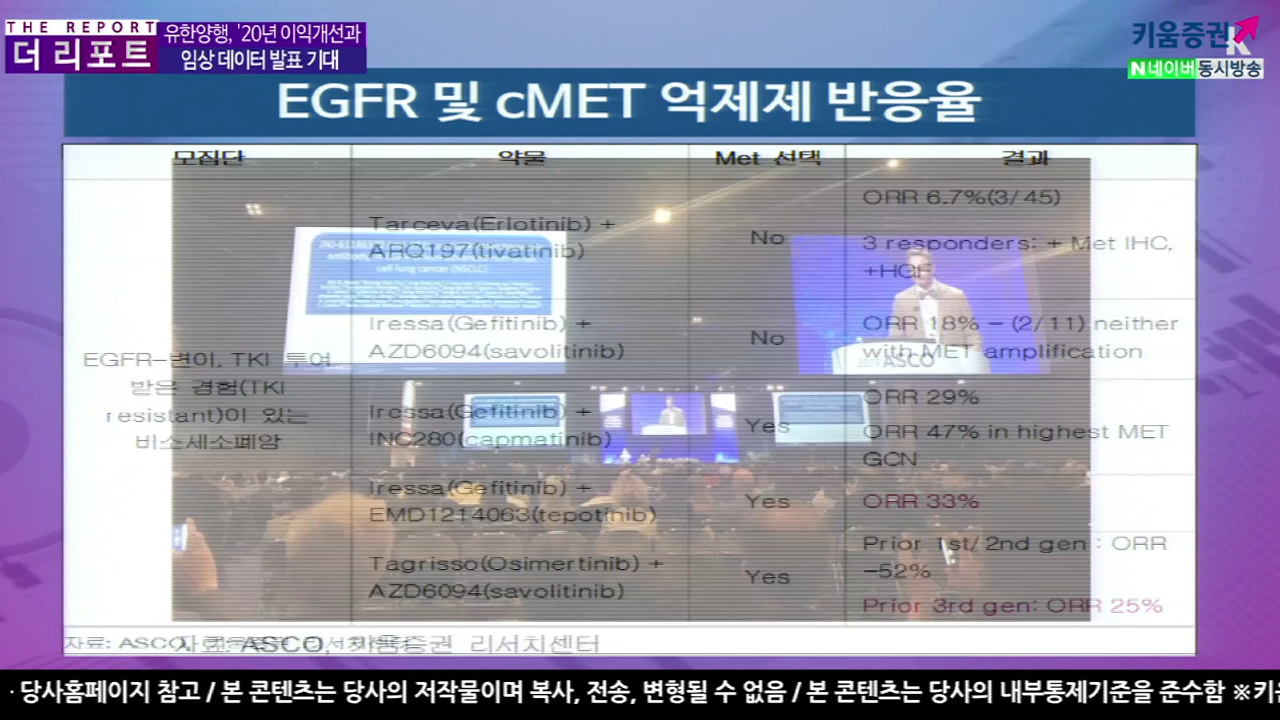 THE REPORT
더 리포트
유한양행, '20년 이익개선과
임상 데이터 발표 기대
키움증권
N 네이버 동시방송
EGFR 및 cMET 억제제 반응율
모집단 약물 Met 선택 결과
EGFR-변이, TKI 투여
받은 경험(TKI
resistant)이 있는
비소세소폐암
Tarceva(Erlotinib) +
ARQ197(tivatinib)
No
ORR 6.7%(3/45)
3 responders: + Met IHC,
+HGF
Iressa(Gefitinib) +
AZD6094(savolitinib)
No
ORR 18% - (2/11) neither
with MET amplification
Iressa(Gefitinib) +
INC280(capmatinib)
Yes
ORR 29%
ORR 47% in highest MET
GCN
Iressa(Gefitinib) +
EMD1214063(tepotinib)
Yes
ORR 33%
Tagrisso(Osimertinib) +
AZD6094(savolitinib)
Yes
Prior 1st/2nd gen : ORR
-52%
Prior 3rd gen: ORR 25%
cell lung cancer (NSCLC)
ASCO
자료: ASCO, 키움증권 리서치센터
· 당사홈페이지 참고 / 본 콘텐츠는 당사의 저작물이며 복사, 전송, 변형될 수 없음 / 본 콘텐츠는 당사의 내부통제기준을 준수함 ※키움